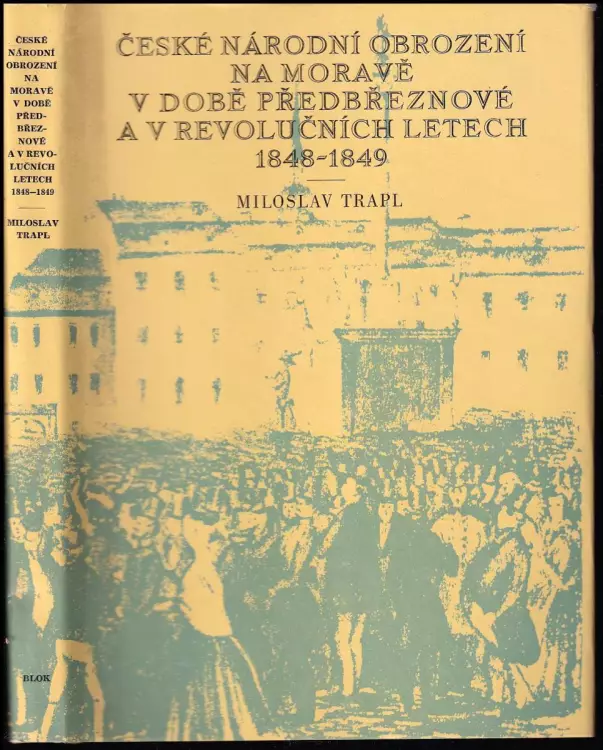 ČESKÉ
NÁRODNÍ
OBROZENÍ
NA
MORAVĚ
V DOBĚ
PŘED-
BŘEZ-
NOVÉ
A V REVO-
LUČNÍCH
LETECH
1848—1849
MILOSLAV
TRAPL
BLOK
ČESKÉ NÁRODNÍ OBROZENÍ
NA MORAVĚ
V DOBĚ PŘEDBŘEZNOVÉ
A V REVOLUČNÍCH LETECH
1848-1849
MILOSLAV TRAPL